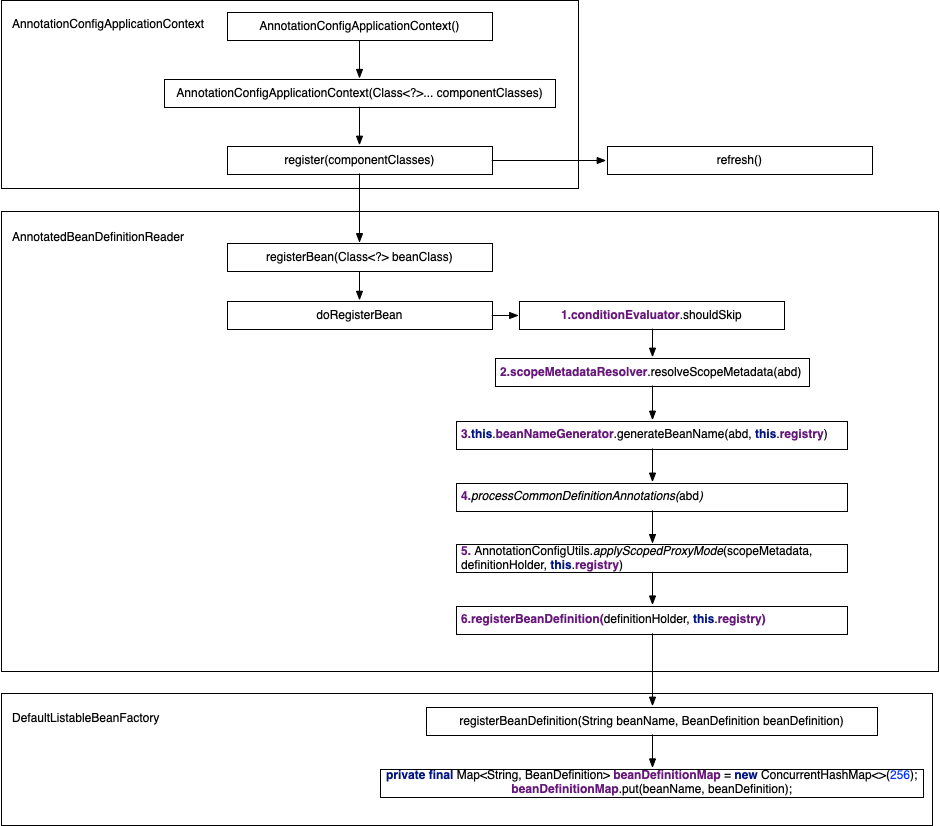 AnnotationConfigApplicationContext
AnnotationConfigApplicationContext()
AnnotationConfigApplicationContext(Class<?>... componentClasses)
register(componentClasses)
refresh()
AnnotatedBeanDefinitionReader
registerBean(Class<?> beanClass)
doRegisterBean
1.conditionEvaluator.shouldSkip
2.scopeMetadataResolver.resolveScopeMetadata(abd)
3.this.beanNameGenerator.generateBeanName(abd, this.registry)
4.processCommonDefinitionAnnotations(abd)
5. AnnotationConfigUtils.applyScopedProxyMode(scopeMetadata,
definitionHolder, this.registry)
6.registerBeanDefinition(definitionHolder, this.registry)
DefaultListableBeanFactory
registerBeanDefinition(String beanName, BeanDefinition beanDefinition)
private final Map<String, BeanDefinition> beanDefinitionMap = new ConcurrentHashMap<>(256);
beanDefinitionMap.put(beanName, beanDefinition);